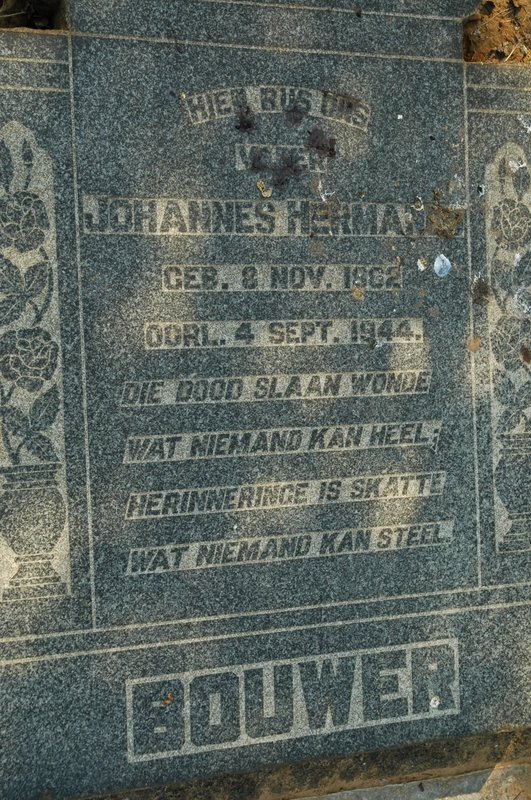 HIER RUS ONS
VADER
JOHANNES
GEB. 8 NOV. 1862
OORL. 4 SEPT. 1944.
DIE DOOD SLAAN WONDE
WAT NIEMAND KAN HEEL;
HERINNERINGE IS SKATTE
WAT NIEMAND KAN STEEL
BOUWER